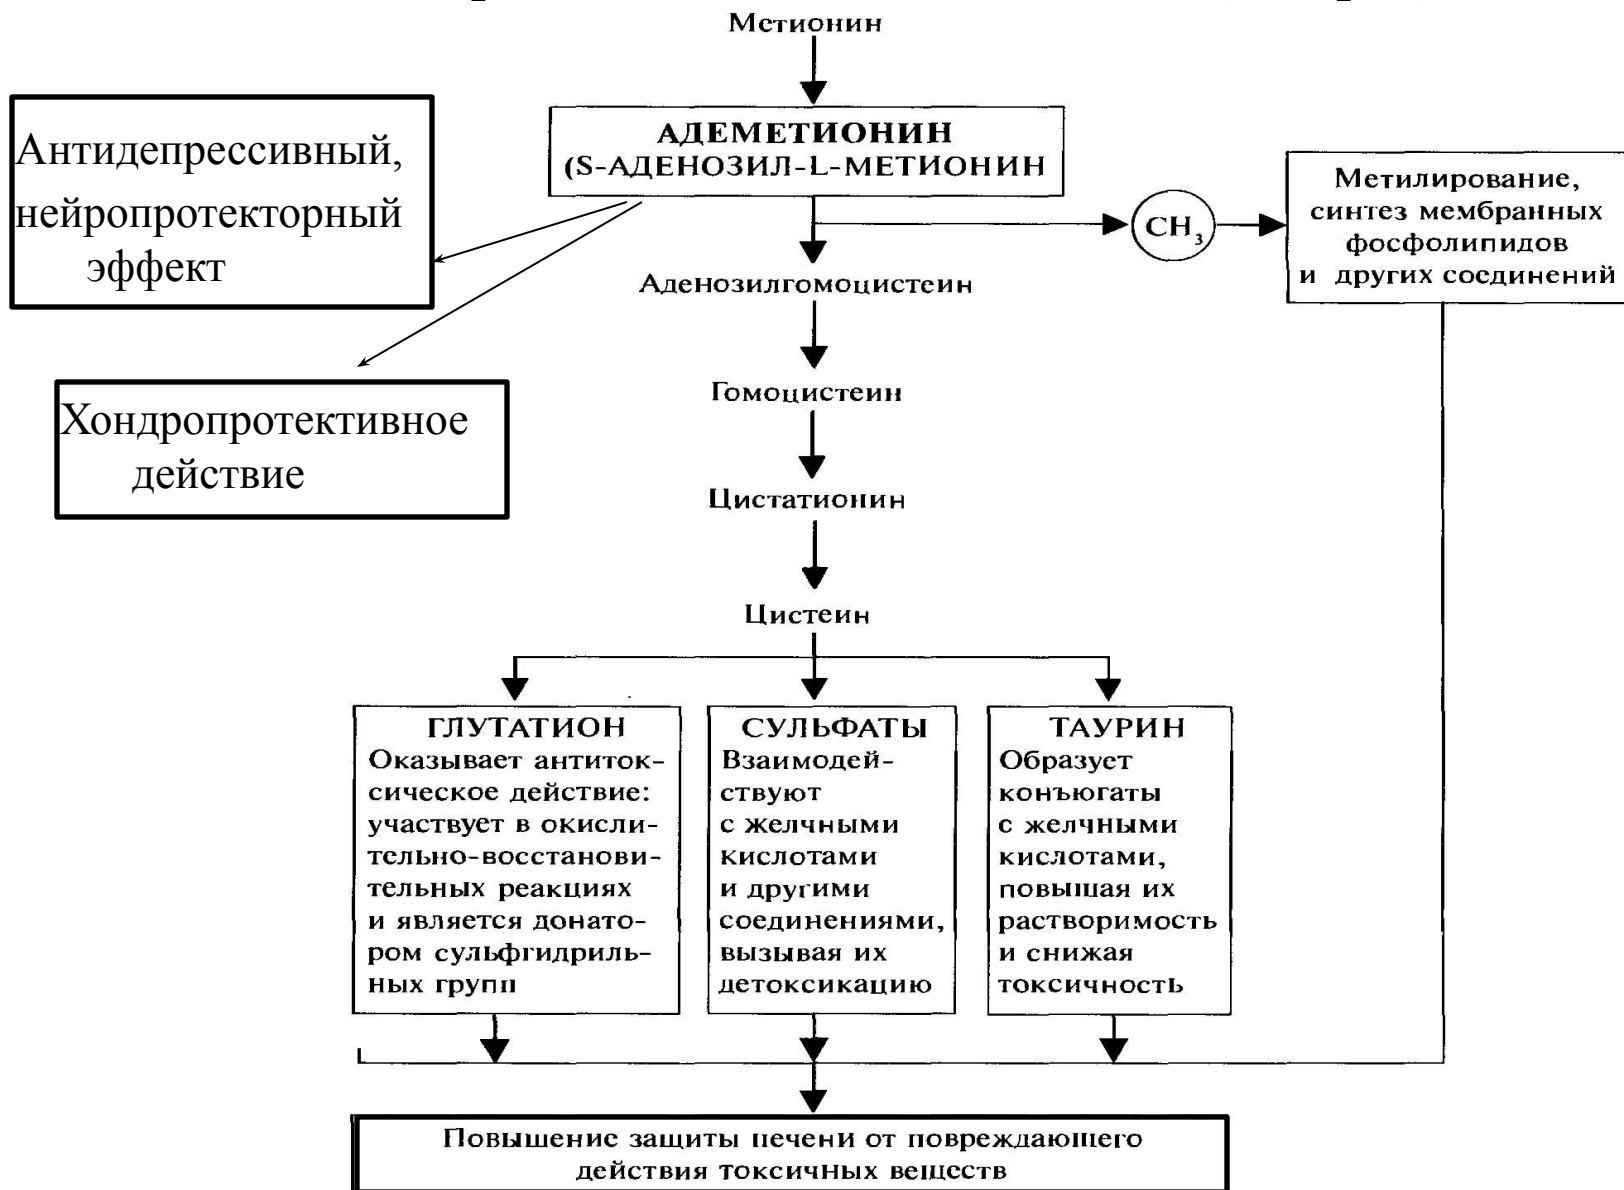 Метионин
АДЕМЕТИОНИН
(S-АДЕНОЗИЛ-L-МЕТИОНИН
Антидепрессивный,
нейропротекторный
эффект
CH₃
Метилирование,
синтез мембранных
фосфолипидов
и других соединений
Аденозилгомоцистеин
Хондропротективное
действие
Гомоцистеин
Цистатионин
Цистеин
ГЛУТАТИОН
Оказывает антиток-
сическое действие:
участвует в окисли-
тельно-восстанови-
тельных реакциях
и является донато-
ром сульфгидриль-
ных групп
СУЛЬФАТЫ
Взаимодей-
ствуют
с желчными
кислотами
и другими
соединениями,
вызывая их
детоксикацию
ТАУРИН
Образует
конъюгаты
с желчными
кислотами,
повышая их
растворимость
и снижая
токсичность
Повышение защиты печени от повреждающего
действия токсичных веществ